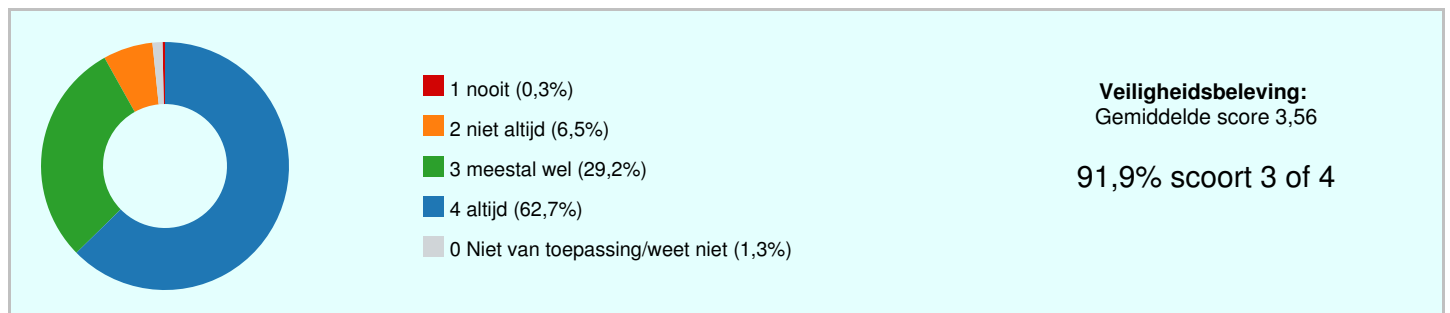 1 nooit (0,3%)
2 niet altijd (6,5%)
3 meestal wel (29,2%)
4 altijd (62,7%)
0 Niet van toepassing/weet niet (1,3%)
Veiligheidsbeleving:
Gemiddelde score 3,56
91,9% scoort 3 of 4